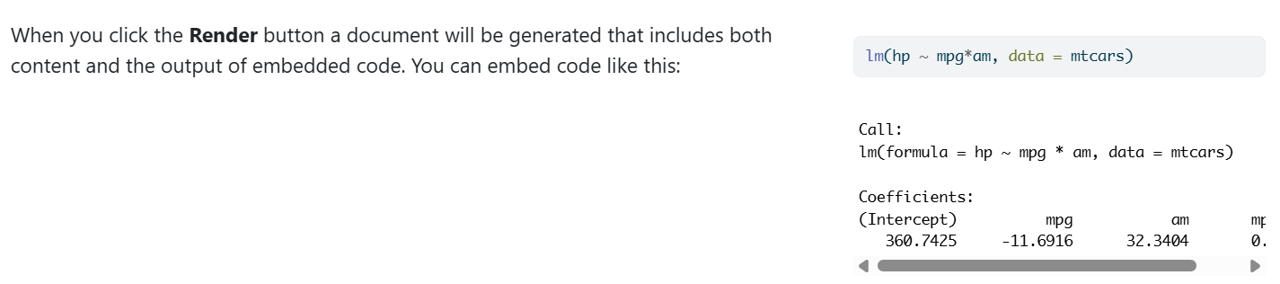 When you click the Render button a document will be generated that includes both
content and the output of embedded code. You can embed code like this:
lm(hp ~ mpg*am, data = mtcars)
Call:
lm(formula = hp ~ mpg * am, data = mtcars)
Coefficients:
(Intercept) mpg am
360.7425 -11.6916 32.3404 0.